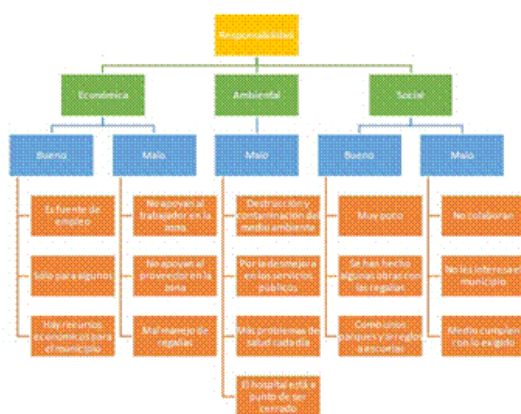 Responsabilidad
Económica
Ambiental
Social
Bueno
Malo
Malo
Bueno
Malo
Es fuente de
empleo
Sólo para algunos
Hay recursos
económicos para
el municipio
No apoyan al
trabajador en la
zona
No apoyan al
proveedor en la
zona
Mal manejo de
regalías
Destrucción y
contaminación del
medio ambiente
Por la desmejora
en los servicios
públicos
Más problemas de
salud cada día
El hospital está a
punto de ser
cerrado
Muy poco
Se han hecho
algunas obras con
las regalías
Como unos
parques y arreglos
a escuelas
No colaboran
No les interesa el
municipio
Medio cumplen
con lo exigido